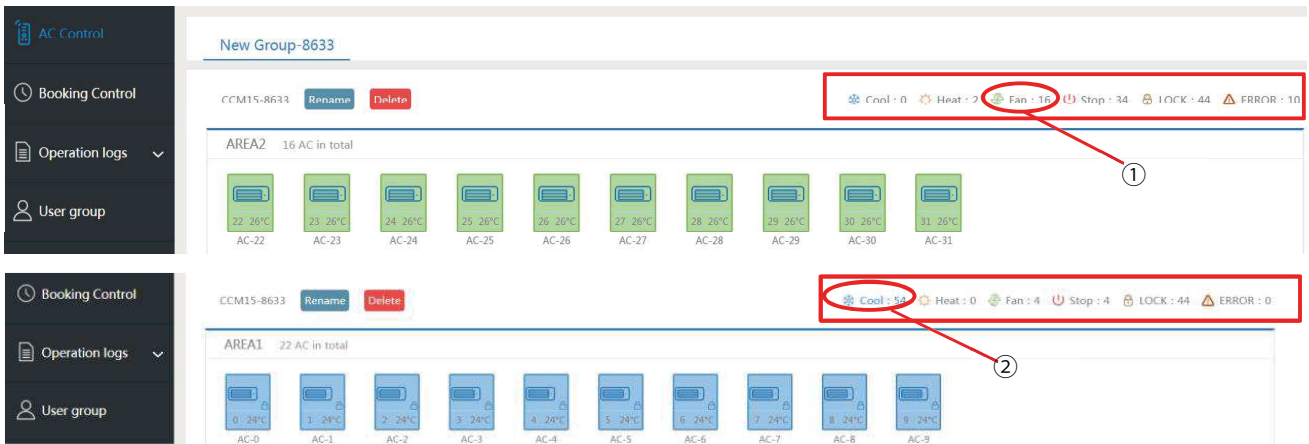 AC Control
New Group-8633
Booking Control
CCM15-8633 Rename Delete Cool : 0 Heat : 2 Fan : 16 Stop : 34 LOCK : 44 ERROR : 10
Operation logs
AREA2 16 AC in total
①
User group
22 26°C 23 26°C 24 26°C 25 26°C 26 26°C 27 26°C 28 26°C 29 26°C 30 26°C 31 26°C
AC-22 AC-23 AC-24 AC-25 AC-26 AC-27 AC-28 AC-29 AC-30 AC-31
Booking Control
CCM15-8633 Rename Delete Cool : 54 Heat : 0 Fan : 4 Stop : 4 LOCK : 44 ERROR : 0
Operation logs
AREA1 22 AC in total
②
User group
0 24°C 1 24°C 2 24°C 3 24°C 4 24°C 5 24°C 6 24°C 7 24°C 8 24°C 9 24°C
AC-0 AC-1 AC-2 AC-3 AC-4 AC-5 AC-6 AC-7 AC-8 AC-9